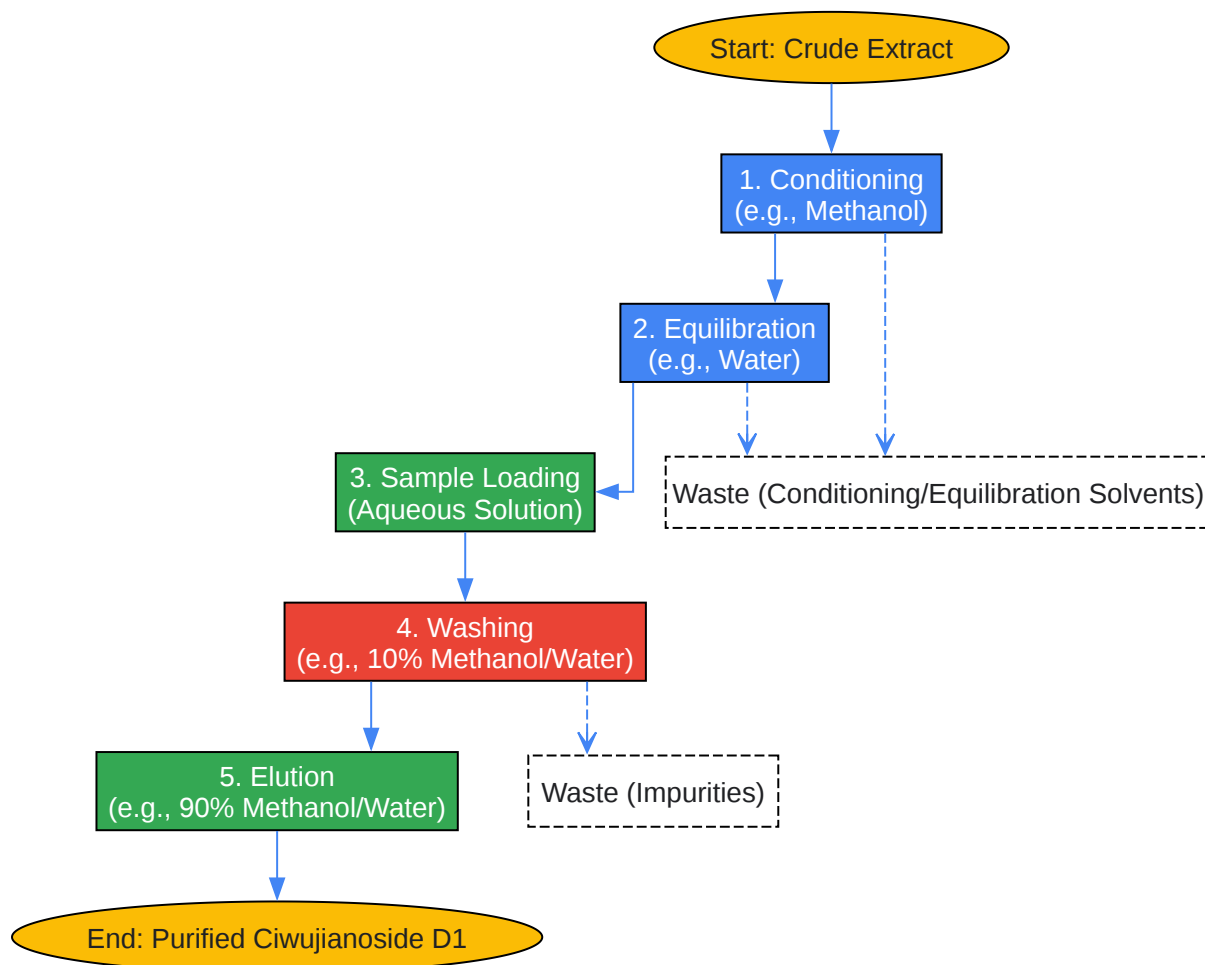 Start: Crude Extract
1. Conditioning
(e.g., Methanol)
2. Equilibration
(e.g., Water)
3. Sample Loading
(Aqueous Solution)
Waste (Conditioning/Equilibration Solvents)
4. Washing
(e.g., 10% Methanol/Water)
5. Elution
(e.g., 90% Methanol/Water)
Waste (Impurities)
End: Purified Ciwujianoside D1